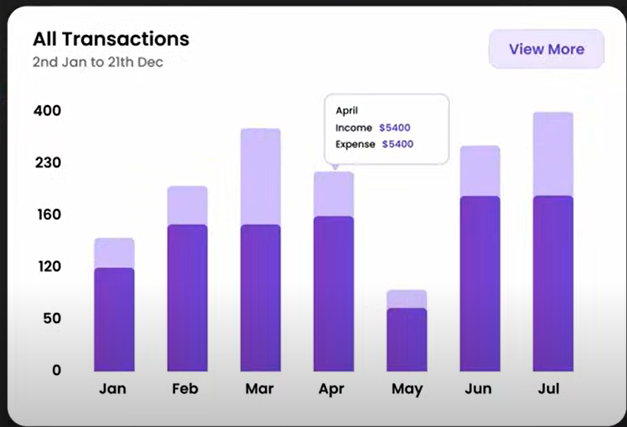 All Transactions
2nd Jan to 21th Dec
View More
400
230
160
120
50
0
April
Income $5400
Expense $5400
Jan Feb Mar Apr May Jun Jul